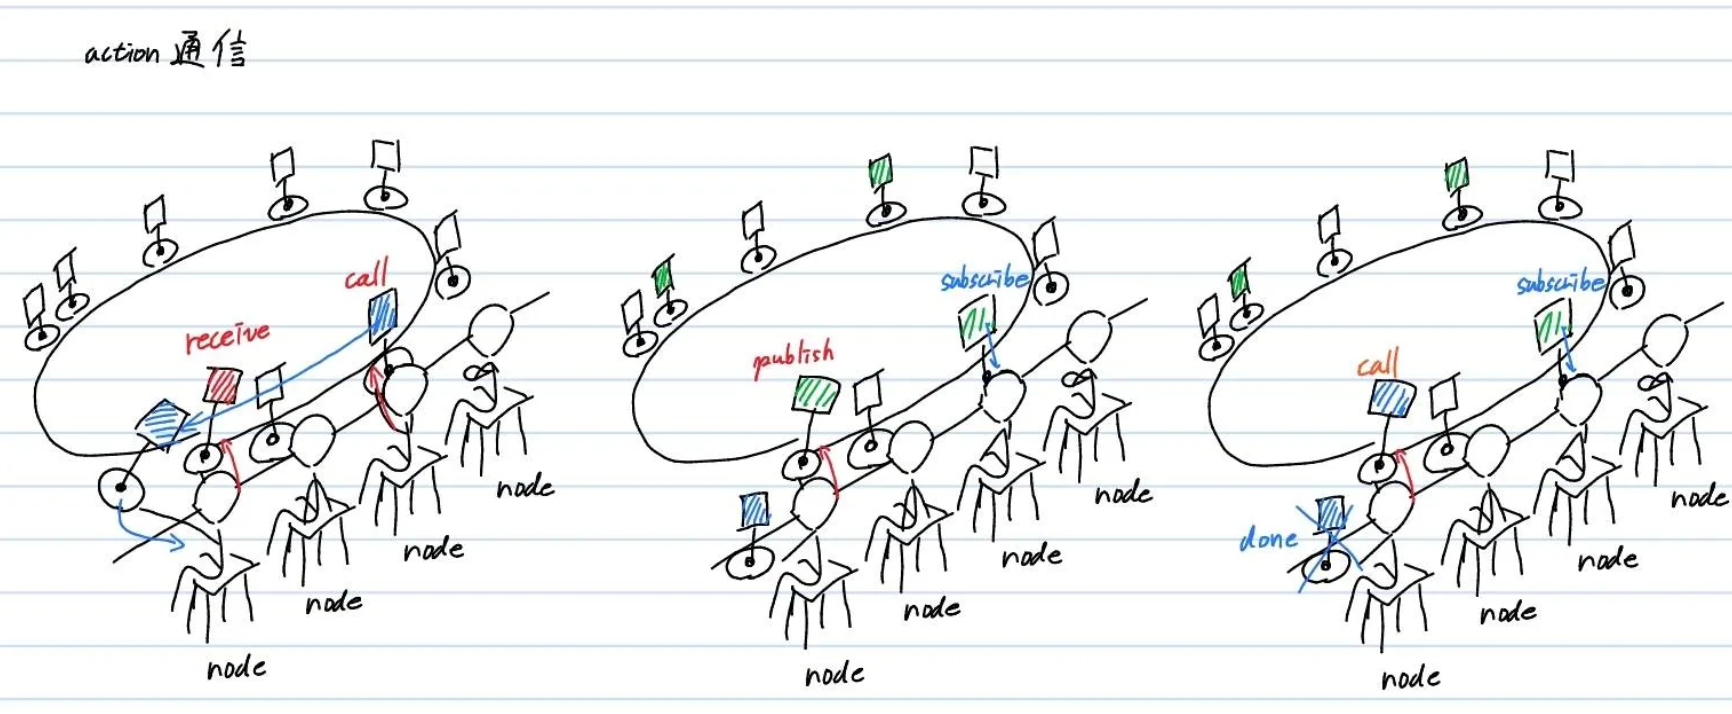 action 通信
call
receive
node
node
node
node
subscribe
publish
node
node
node
node
subscribe
call
done
node
node
node
node